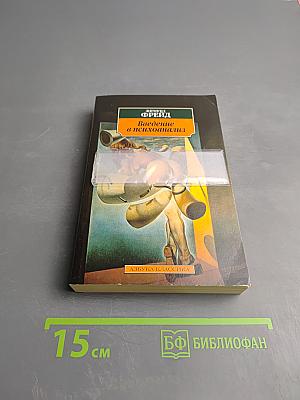 ЗИГМУНД
ФРЕЙД
Введение
в психоанализ
АЗБУКА-КЛАССИКА
15 см
БФ БИБЛИОФАН